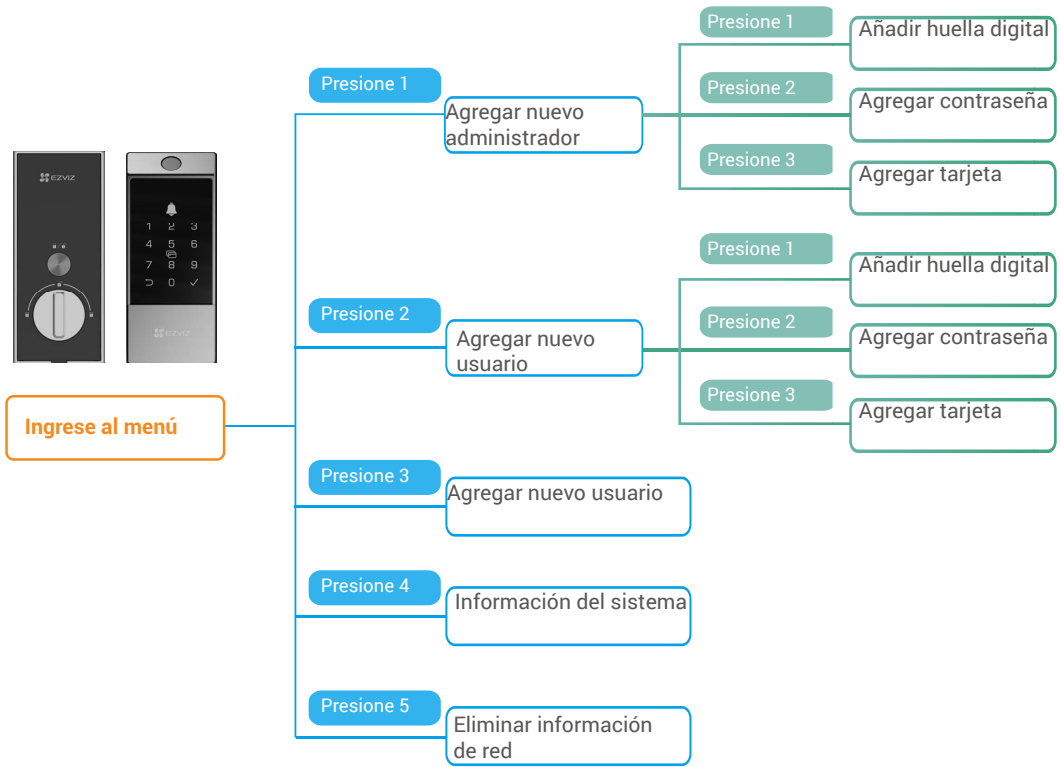 Presione 1
Añadir huella digital
Presione 2
Agregar contraseña
Presione 3
Agregar tarjeta
Presione 1
Agregar nuevo
administrador
EZVIZ
1 2 3
4 5 6
7 8 9
0
EZVIZ
Presione 1
Añadir huella digital
Presione 2
Agregar contraseña
Presione 3
Agregar tarjeta
Presione 2
Agregar nuevo
usuario
Ingrese al menú
Presione 3
Agregar nuevo usuario
Presione 4
Información del sistema
Presione 5
Eliminar información
de red